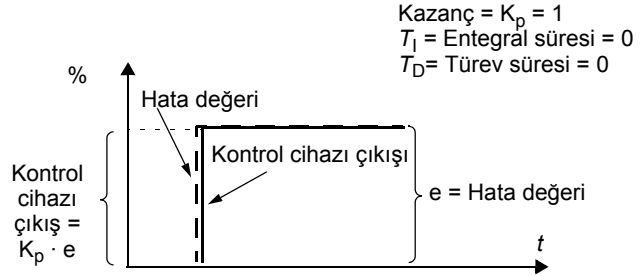 Kazanç = Kp = 1
TI = Entegral süresi = 0
TD= Türev süresi = 0
%
Hata değeri
Kontrol cihazı çıkışı
Kontrol
cihazı
çıkış =
Kp · e
e = Hata değeri
t